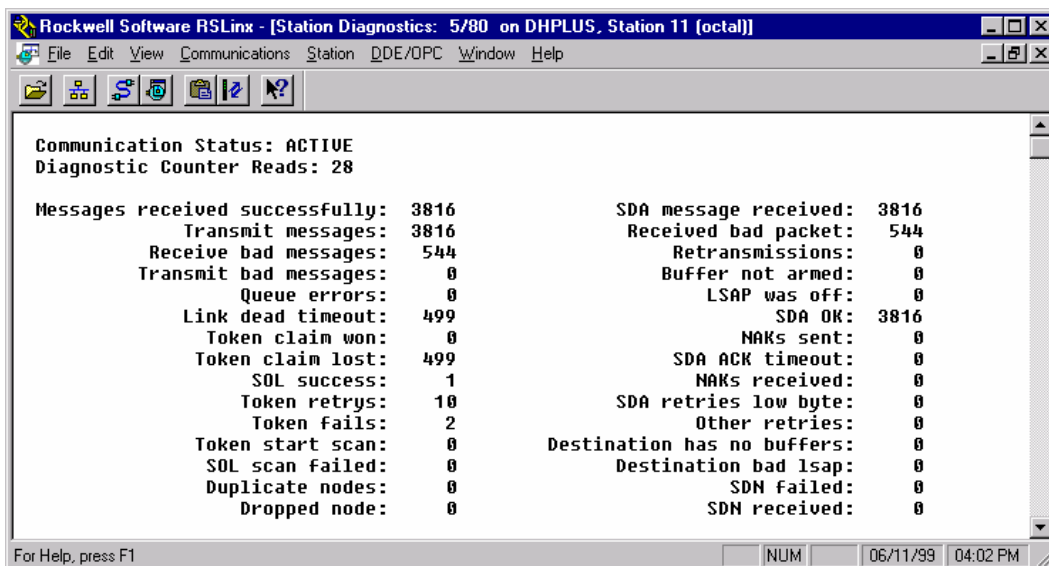 Rockwell Software RSLinx - [Station Diagnostics: 5/80 on DHPLUS, Station 11 (octal)]
File Edit View Communications Station DDE/OPC Window Help
Communication Status: ACTIVE
Diagnostic Counter Reads: 28
Messages received successfully: 3816 SDA message received: 3816
Transmit messages: 3816 Received bad packet: 544
Receive bad messages: 544 Retransmissions: 0
Transmit bad messages: 0 Buffer not armed: 0
Queue errors: 0 LSAP was off: 0
Link dead timeout: 499 SDA OK: 3816
Token claim won: 0 NAKs sent: 0
Token claim lost: 499 SDA ACK timeout: 0
SOL success: 1 NAKs received: 0
Token retrys: 10 SDA retries low byte: 0
Token fails: 2 Other retries: 0
Token start scan: 0 Destination has no buffers: 0
SOL scan failed: 0 Destination bad lsap: 0
Duplicate nodes: 0 SDN failed: 0
Dropped node: 0 SDN received: 0
For Help, press F1 NUM 06/11/99 04:02 PM